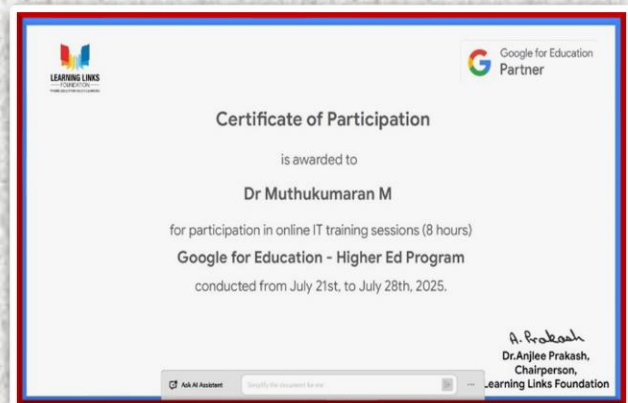 LEARNING LINKS
FOUNDATION
Google for Education
Partner
Certificate of Participation
is awarded to
Dr Muthukumaran M
for participation in online IT training sessions (8 hours)
Google for Education - Higher Ed Program
conducted from July 21st, to July 28th, 2025.
A. Prakash
Dr.Anjlee Prakash,
Chairperson,
Learning Links Foundation
Ask AI Assistant
Simplify the document for me